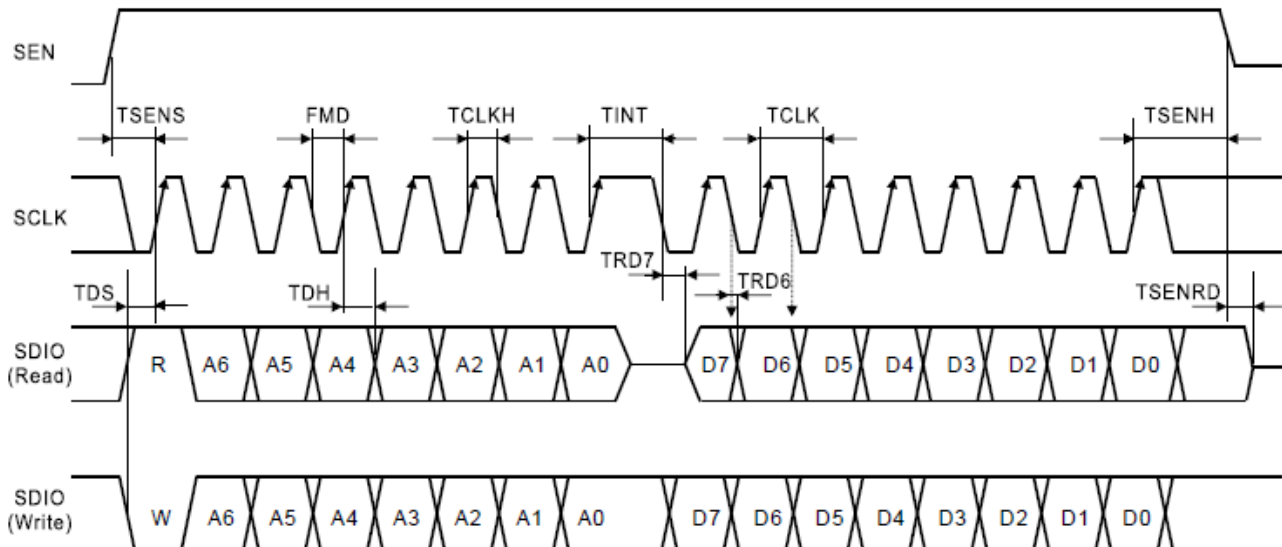 SEN
TSENS FMD TCLKH TINT TCLK TSENH
SCLK
TDS TDH TRD7 TRD6 TSENRD
SDIO
(Read)
R A6 A5 A4 A3 A2 A1 A0 D7 D6 D5 D4 D3 D2 D1 D0
SDIO
(Write)
W A6 A5 A4 A3 A2 A1 A0 D7 D6 D5 D4 D3 D2 D1 D0